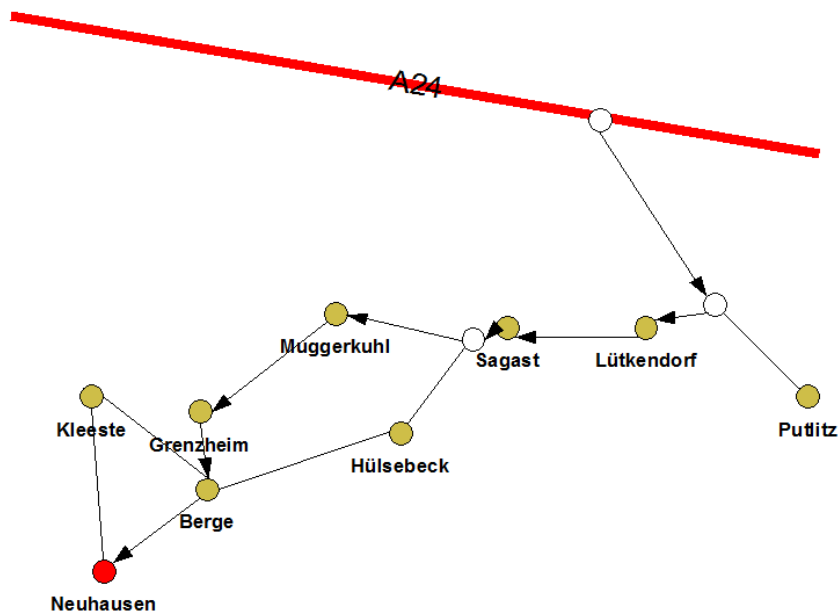 A24
Muggerkuhl
Sagast
Lütkendorf
Kleeste
Grenzheim
Putlitz
Hülsebeck
Berge
Neuhausen